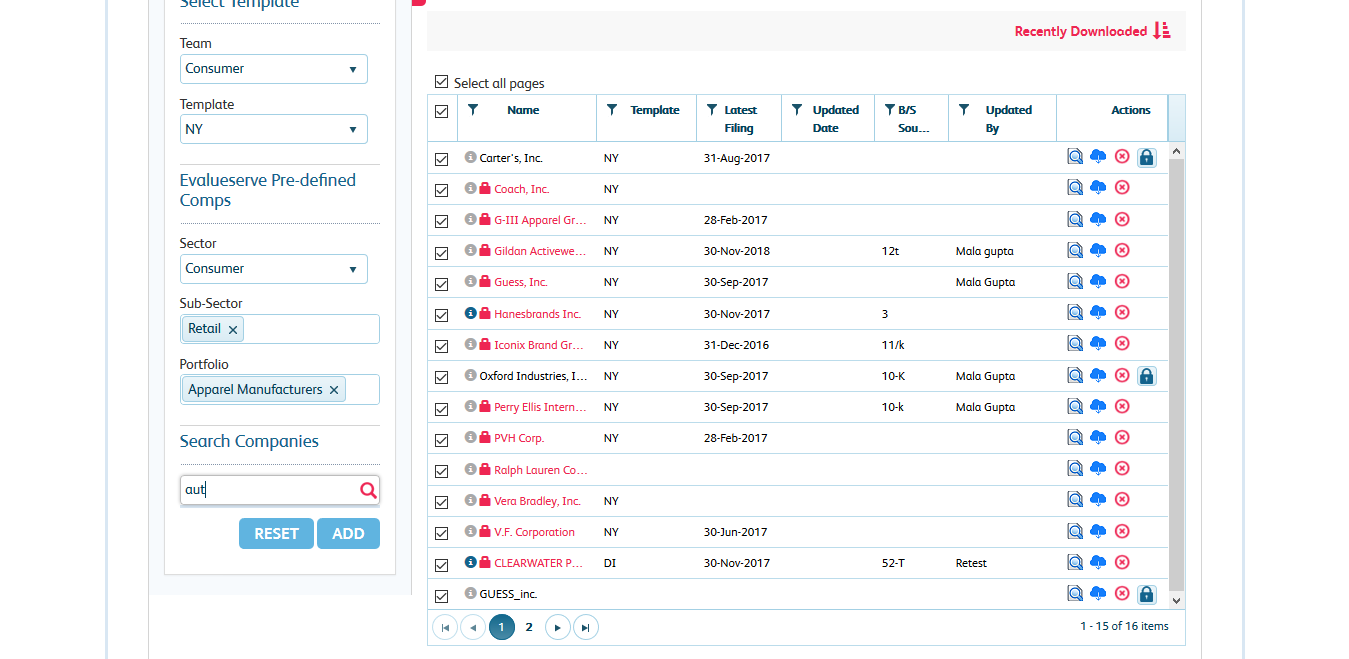 Select Template
Recently Downloaded
Team
Consumer
Template
NY
Evalueserve Pre-defined
Comps
Sector
Consumer
Sub-Sector
Retail
Portfolio
Apparel Manufacturers
Search Companies
aut
RESET ADD
Select all pages
Name Template Latest Filing Updated Date B/S Sou... Updated By Actions
Carter's, Inc. NY 31-Aug-2017
Coach, Inc. NY
G-III Apparel Gr... NY 28-Feb-2017
Gildan Activewe... NY 30-Nov-2018 12t Mala gupta
Guess, Inc. NY 30-Sep-2017 Mala Gupta
Hanesbrands Inc. NY 30-Nov-2017 3
Iconix Brand Gr... NY 31-Dec-2016 11/k
Oxford Industries, I... NY 30-Sep-2017 10-K Mala Gupta
Perry Ellis Intern... NY 30-Sep-2017 10-k Mala Gupta
PVH Corp. NY 28-Feb-2017
Ralph Lauren Co...
Vera Bradley, Inc. NY
V.F. Corporation NY 30-Jun-2017
CLEARWATER P... DI 30-Nov-2017 52-T Retest
GUESS_inc.
1 2
1 - 15 of 16 items